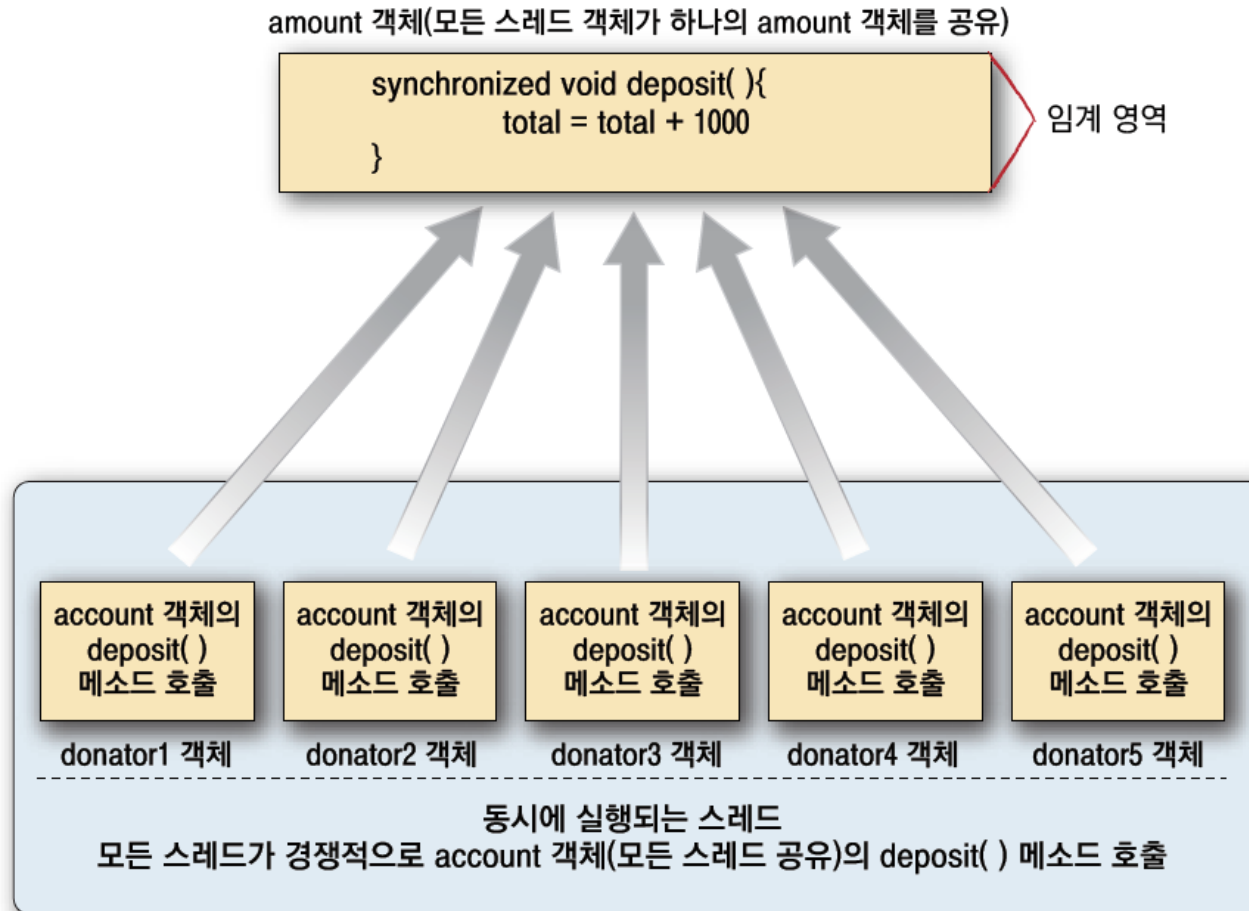 amount 객체(모든 스레드 객체가 하나의 amount 객체를 공유)
synchronized void deposit( ){
total = total + 1000
}
임계 영역
account 객체의
deposit( )
메소드 호출
account 객체의
deposit( )
메소드 호출
account 객체의
deposit( )
메소드 호출
account 객체의
deposit( )
메소드 호출
account 객체의
deposit( )
메소드 호출
donator1 객체
donator2 객체
donator3 객체
donator4 객체
donator5 객체
동시에 실행되는 스레드
모든 스레드가 경쟁적으로 account 객체(모든 스레드 공유)의 deposit( ) 메소드 호출